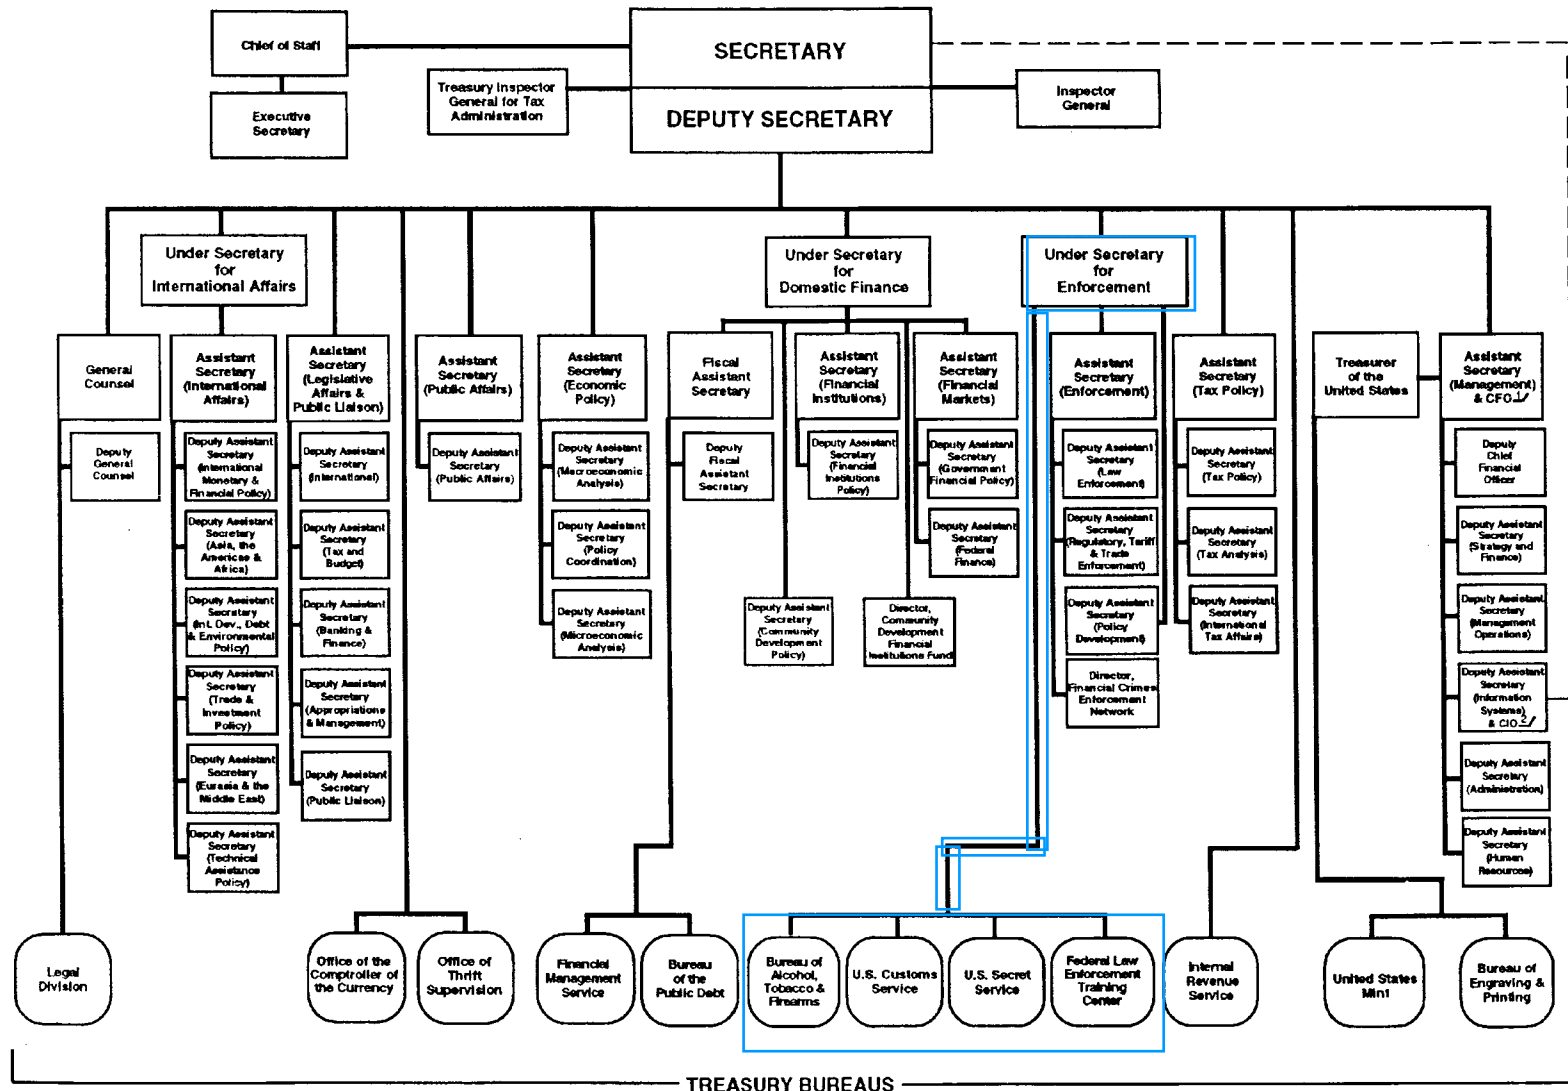 Chief of Staff
SECRETARY
Treasury Inspector
General for Tax
Administration
Inspector
General
Executive
Secretary
DEPUTY SECRETARY
Under Secretary
for
International Affairs
Under Secretary
for
Domestic Finance
Under Secretary
for
Enforcement
General
Counsel
Assistant
Secretary
(International
Affairs)
Assistant
Secretary
(Legislative
Affairs &
Public Liaison)
Assistant
Secretary
(Public Affairs)
Assistant
Secretary
(Economic
Policy)
Fiscal
Assistant
Secretary
Assistant
Secretary
(Financial
Institutions)
Assistant
Secretary
(Financial
Markets)
Assistant
Secretary
(Enforcement)
Assistant
Secretary
(Tax Policy)
Treasurer
of the
United States
Assistant
Secretary
(Management)
& CFO 1/
Deputy
General
Counsel
Deputy Assistant
Secretary
(International
Monetary &
Financial Policy)
Deputy Assistant
Secretary
(International)
Deputy Assistant
Secretary
(Public Affairs)
Deputy Assistant
Secretary
(Macroeconomic
Analysis)
Deputy
Fiscal
Assistant
Secretary
Deputy Assistant
Secretary
(Financial
Institutions
Policy)
Deputy Assistant
Secretary
(Government
Financial Policy)
Deputy Assistant
Secretary
(Law
Enforcement)
Deputy Assistant
Secretary
(Tax Policy)
Deputy
Chief
Financial
Officer
Deputy Assistant
Secretary
(Asia, the
Americas &
Africa)
Deputy Assistant
Secretary
(Tax and
Budget)
Deputy Assistant
Secretary
(Policy
Coordination)
Deputy Assistant
Secretary
(Federal
Finance)
Deputy Assistant
Secretary
(Regulatory, Tariff
& Trade
Enforcement)
Deputy Assistant
Secretary
(Tax Analysis)
Deputy Assistant
Secretary
(Strategy and
Finance)
Deputy Assistant
Secretary
(Int. Dev., Debt
& Environmental
Policy)
Deputy Assistant
Secretary
(Banking &
Finance)
Deputy Assistant
Secretary
(Microeconomic
Analysis)
Deputy Assistant
Secretary
(Community
Development
Policy)
Director,
Community
Development
Financial
Institutions Fund
Deputy Assistant
Secretary
(Policy
Development)
Deputy Assistant
Secretary
(International
Tax Affairs)
Deputy Assistant
Secretary
(Management
Operations)
Deputy Assistant
Secretary
(Trade &
Investment
Policy)
Deputy Assistant
Secretary
(Appropriations
& Management)
Director,
Financial Crimes
Enforcement
Network
Deputy Assistant
Secretary
(Information
Systems)
& CIO 2/
Deputy Assistant
Secretary
(Eurasia & the
Middle East)
Deputy Assistant
Secretary
(Public Liaison)
Deputy Assistant
Secretary
(Administration)
Deputy Assistant
Secretary
(Technical
Assistance
Policy)
Deputy Assistant
Secretary
(Human
Resources)
Legal
Division
Office of the
Comptroller of
the Currency
Office of
Thrift
Supervision
Financial
Management
Service
Bureau
of the
Public Debt
Bureau of
Alcohol,
Tobacco &
Firearms
U.S. Customs
Service
U.S. Secret
Service
Federal Law
Enforcement
Training
Center
Internal
Revenue
Service
United States
Mint
Bureau of
Engraving &
Printing
TREASURY BUREAUS